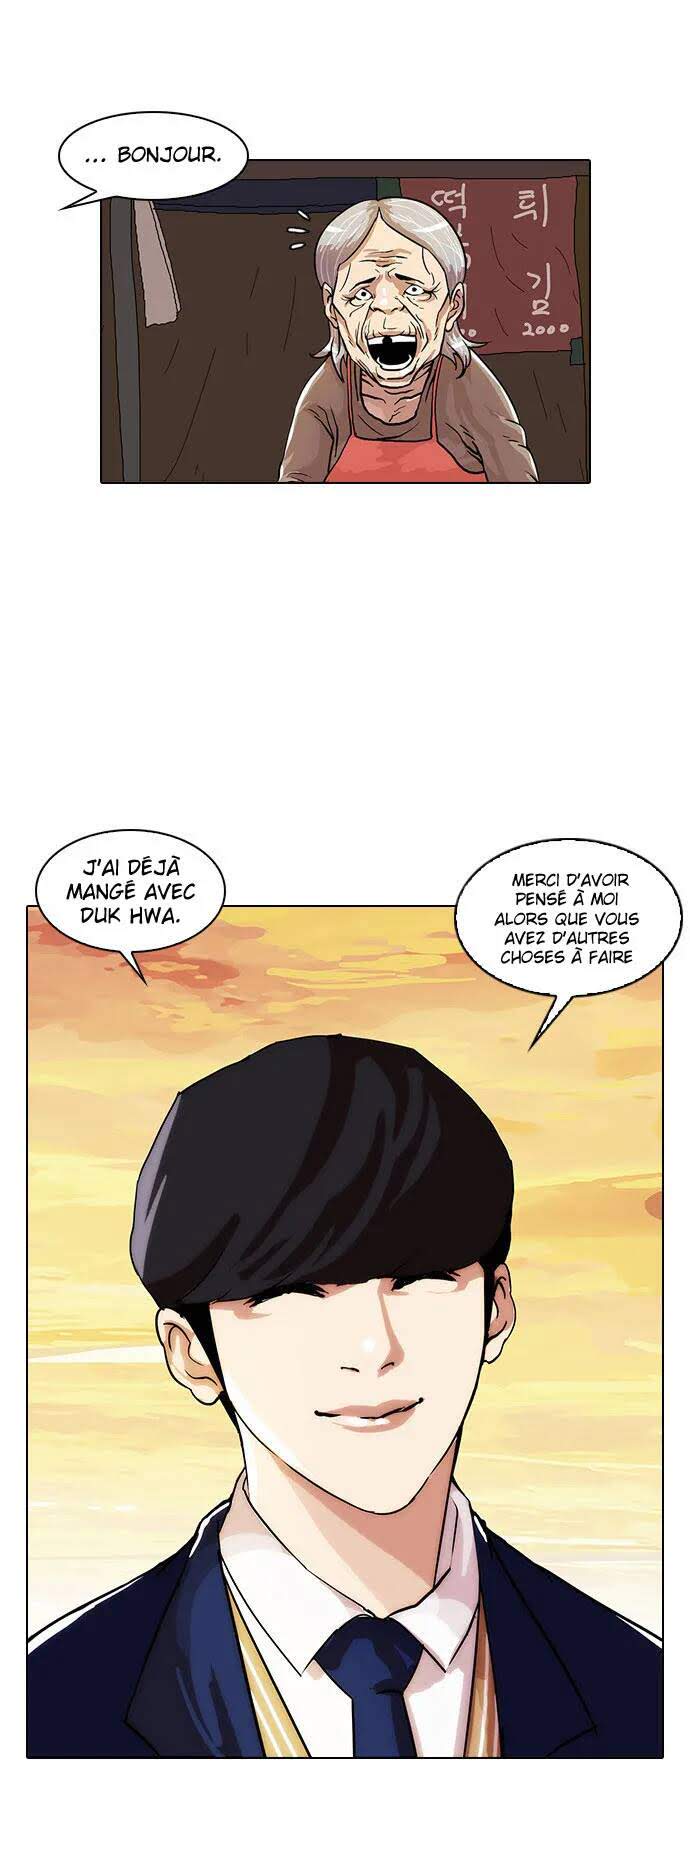 ... BONJOUR.
떡
튀
김
2000
J'AI DÉJÀ
MANGÉ AVEC
DUK HWA.
MERCI D'AVOIR
PENSÉ À MOI
ALORS QUE VOUS
AVEZ D'AUTRES
CHOSES À FAIRE